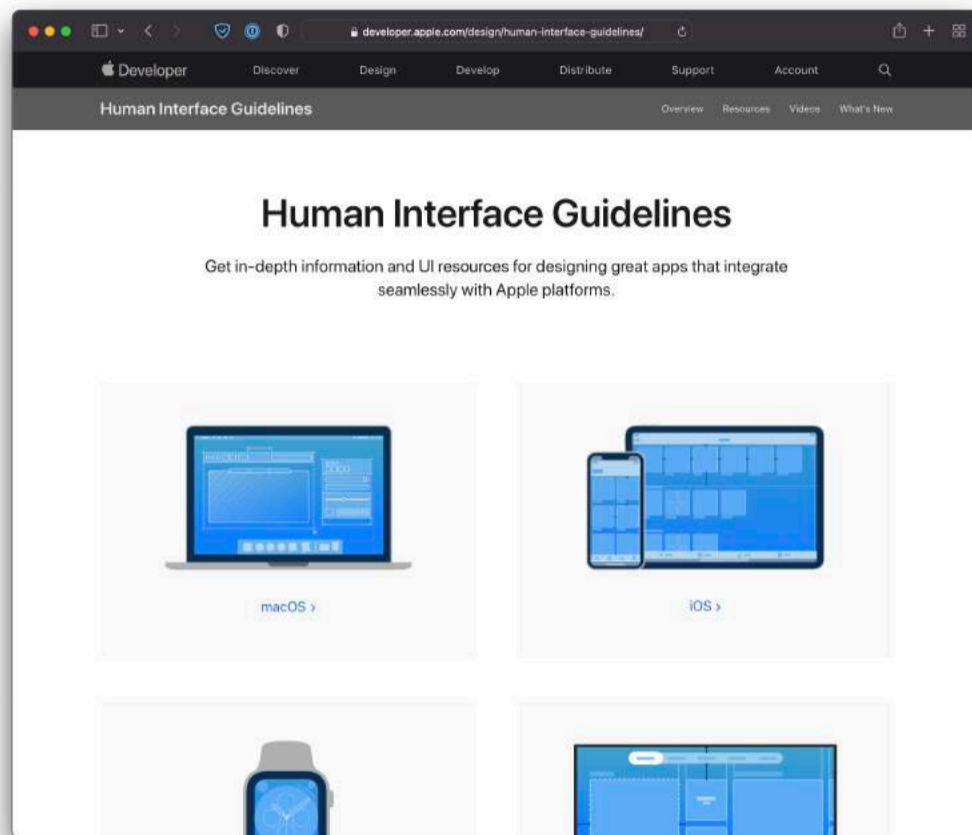 developer.apple.com/design/human-interface-guidelines/
Developer Discover Design Develop Distribute Support Account
Human Interface Guidelines Overview Resources Videos What's New
Human Interface Guidelines
Get in-depth information and UI resources for designing great apps that integrate
seamlessly with Apple platforms.
macOS >
iOS >